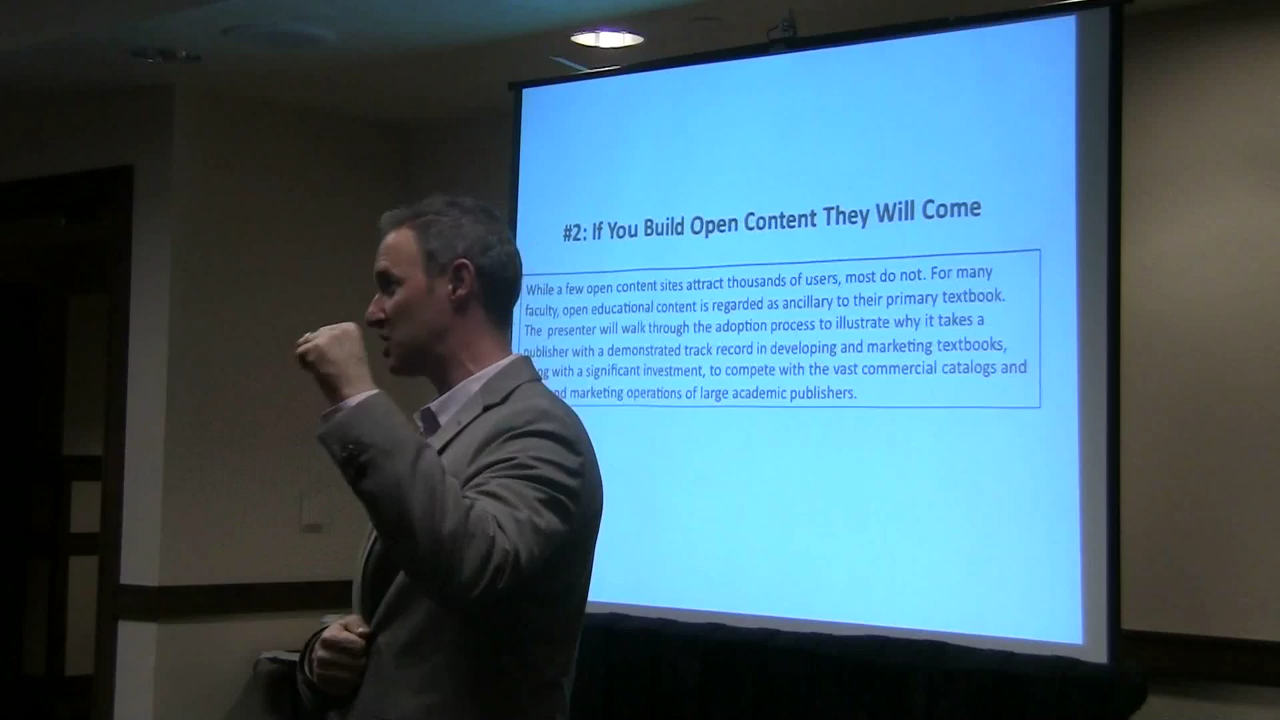 #2: If You Build Open Content They Will Come
While a few open content sites attract thousands of users, most do not. For many
faculty, open educational content is regarded as ancillary to their primary textbook.
The presenter will walk through the adoption process to illustrate why it takes a
publisher with a demonstrated track record in developing and marketing textbooks,
with a significant investment, to compete with the vast commercial catalogs and
marketing operations of large academic publishers.